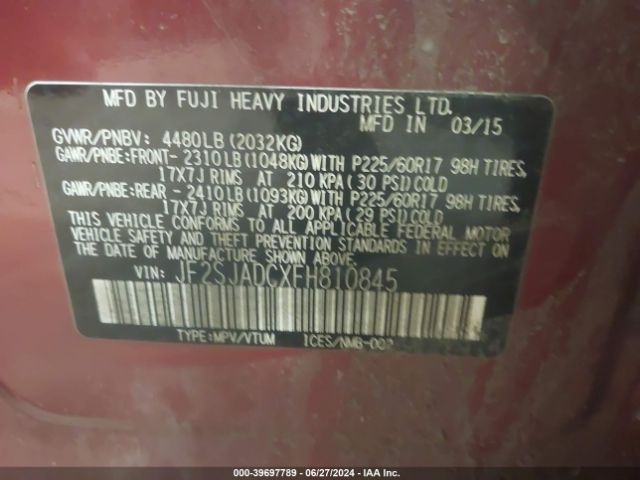 MFD BY FUJI HEAVY INDUSTRIES LTD.
MFD IN 03/15
GVWR/PNBV: 4480LB(2032KG)
GAWR/PNBE:FRONT- 2310LB(1048KG)WITH P225/60R17 98H TIRES,
17X7J RIMS AT 210 KPA(30 PSI)COLD
GAWR/PNBE:REAR - 2410LB(1093KG)WITH P225/60R17 98H TIRES,
17X7J RIMS AT 200 KPA(29 PSI)COLD
THIS VEHICLE CONFORMS TO ALL APPLICABLE FEDERAL MOTOR
VEHICLE SAFETY AND THEFT PREVENTION STANDARDS IN EFFECT ON
THE DATE OF MANUFACTURE SHOWN ABOVE.
VIN: JF2SJADCXFH810845
TYPE:MPV/VTUM ICES/NMB-002
000-39697789 - 06/27/2024 - IAA Inc.